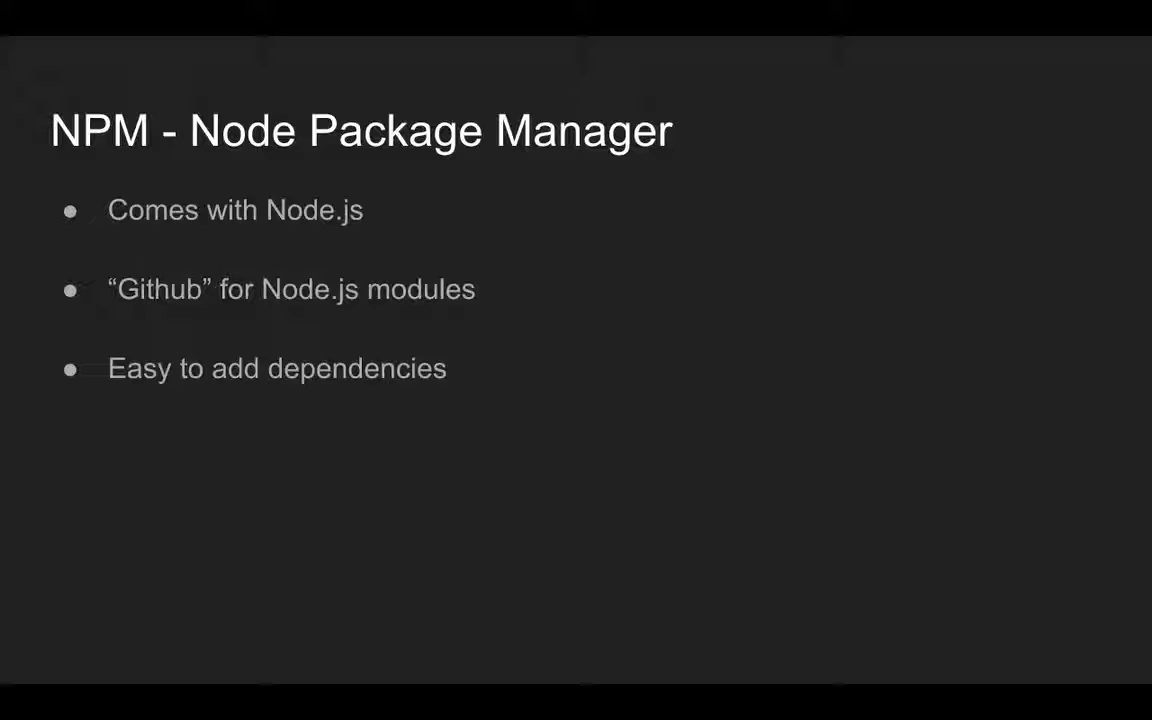 NPM - Node Package Manager
● Comes with Node.js
● “Github” for Node.js modules
● Easy to add dependencies